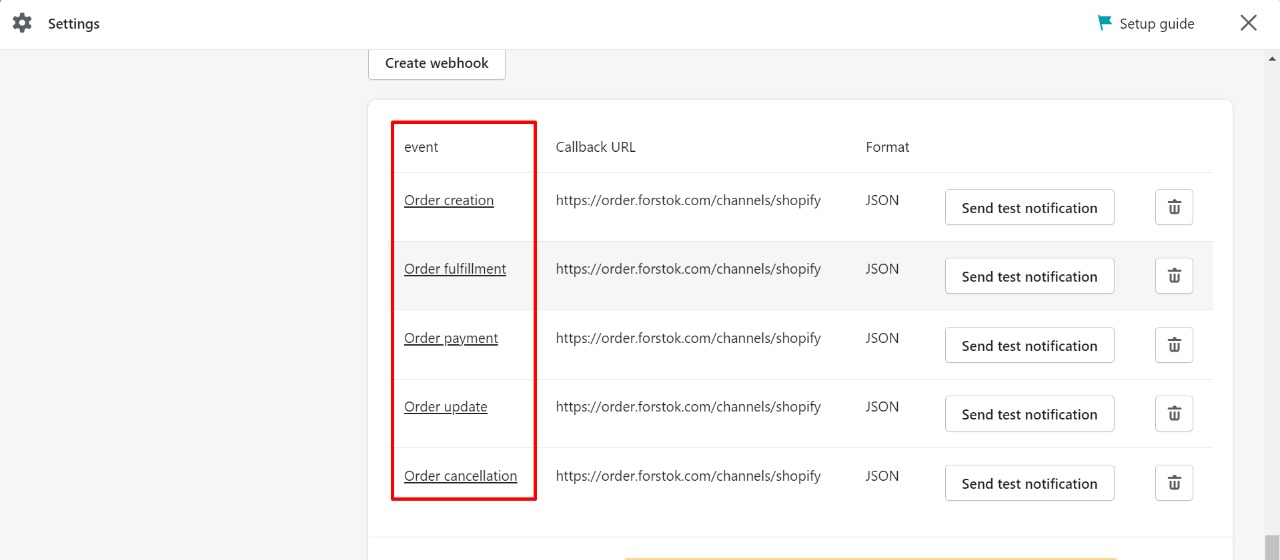 Settings
Setup guide
Create webhook
event Callback URL Format
Order creation https://order.forstok.com/channels/shopify JSON Send test notification
Order fulfillment https://order.forstok.com/channels/shopify JSON Send test notification
Order payment https://order.forstok.com/channels/shopify JSON Send test notification
Order update https://order.forstok.com/channels/shopify JSON Send test notification
Order cancellation https://order.forstok.com/channels/shopify JSON Send test notification